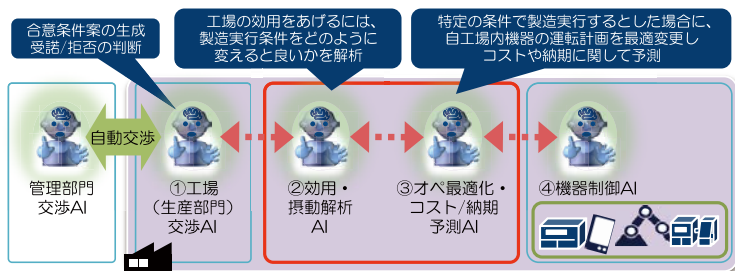 合意条件案の生成
受諾/拒否の判断
工場の効用をあげるには、
製造実行条件をどのように
変えると良いかを解析
特定の条件で製造実行するとした場合に、
自工場内機器の運転計画を最適変更し
コストや納期に関して予測
自動交渉
管理部門
交渉AI
①工場
（生産部門）
交渉AI
②効用・
摂動解析
AI
③オペ最適化・
コスト/納期
予測AI
④機器制御AI